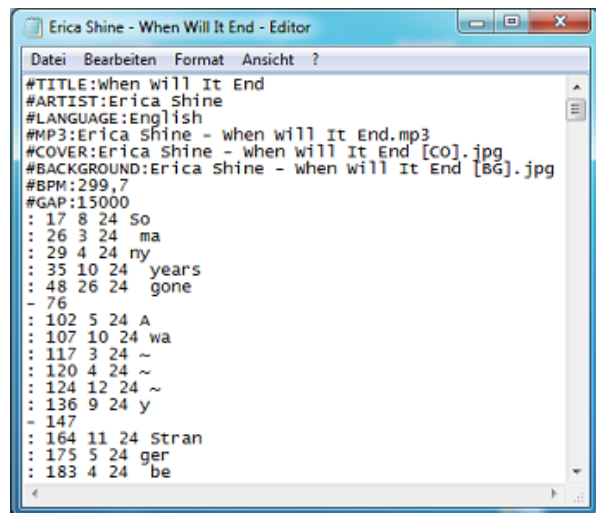 Erica Shine - When Will It End - Editor
Datei Bearbeiten Format Ansicht ?
#TITLE:When Will It End
#ARTIST:Erica Shine
#LANGUAGE:English
#MP3:Erica Shine - When Will It End.mp3
#COVER:Erica Shine - When Will It End [CO].jpg
#BACKGROUND:Erica Shine - When Will It End [BG].jpg
#BPM:299,7
#GAP:15000
: 17 8 24 So
: 26 3 24  ma
: 29 4 24 ny
: 35 10 24  years
: 48 26 24  gone
- 76
: 102 5 24 A
: 107 10 24 wa
: 117 3 24 ~
: 120 4 24 ~
: 124 12 24 ~
: 136 9 24 y
- 147
: 164 11 24 Stran
: 175 5 24 ger
: 183 4 24  be